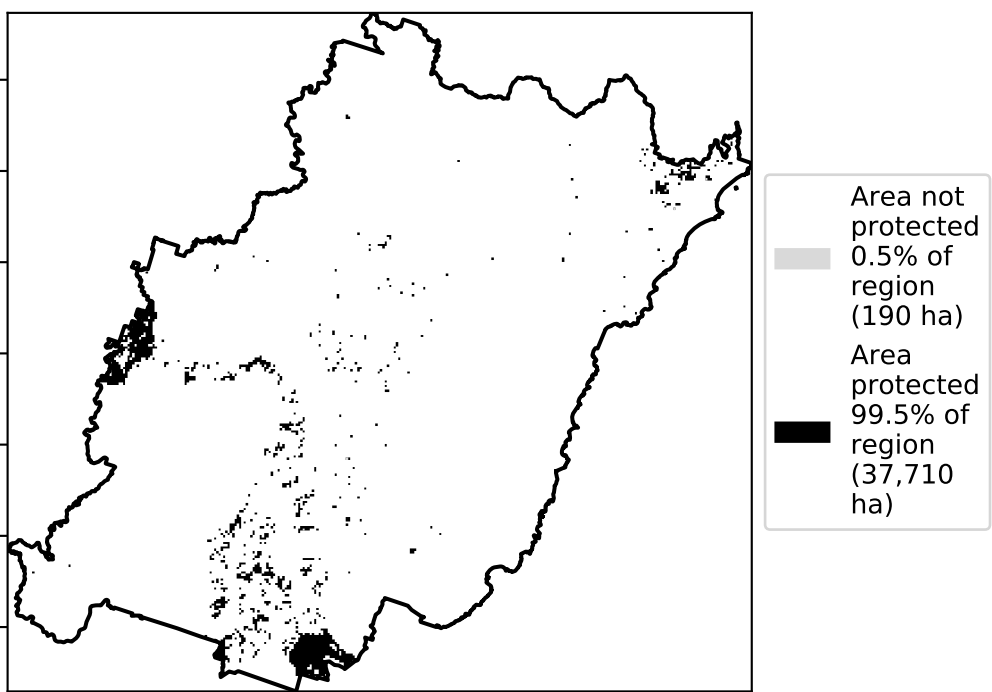 Area not
protected
0.5% of
region
(190 ha)
Area
protected
99.5% of
region
(37,710
ha)